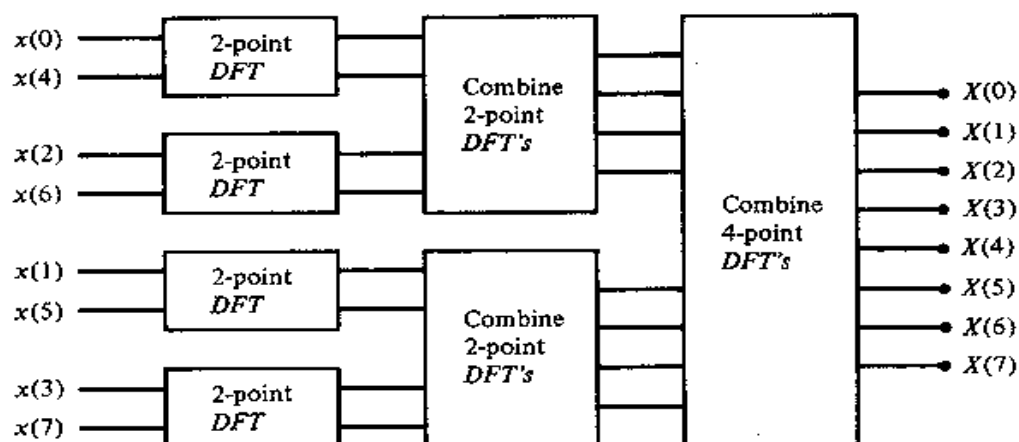 x(0)
x(4)
2-point
DFT
x(2)
x(6)
2-point
DFT
x(1)
x(5)
2-point
DFT
x(3)
x(7)
2-point
DFT
Combine
2-point
DFT's
Combine
2-point
DFT's
Combine
4-point
DFT's
X(0)
X(1)
X(2)
X(3)
X(4)
X(5)
X(6)
X(7)